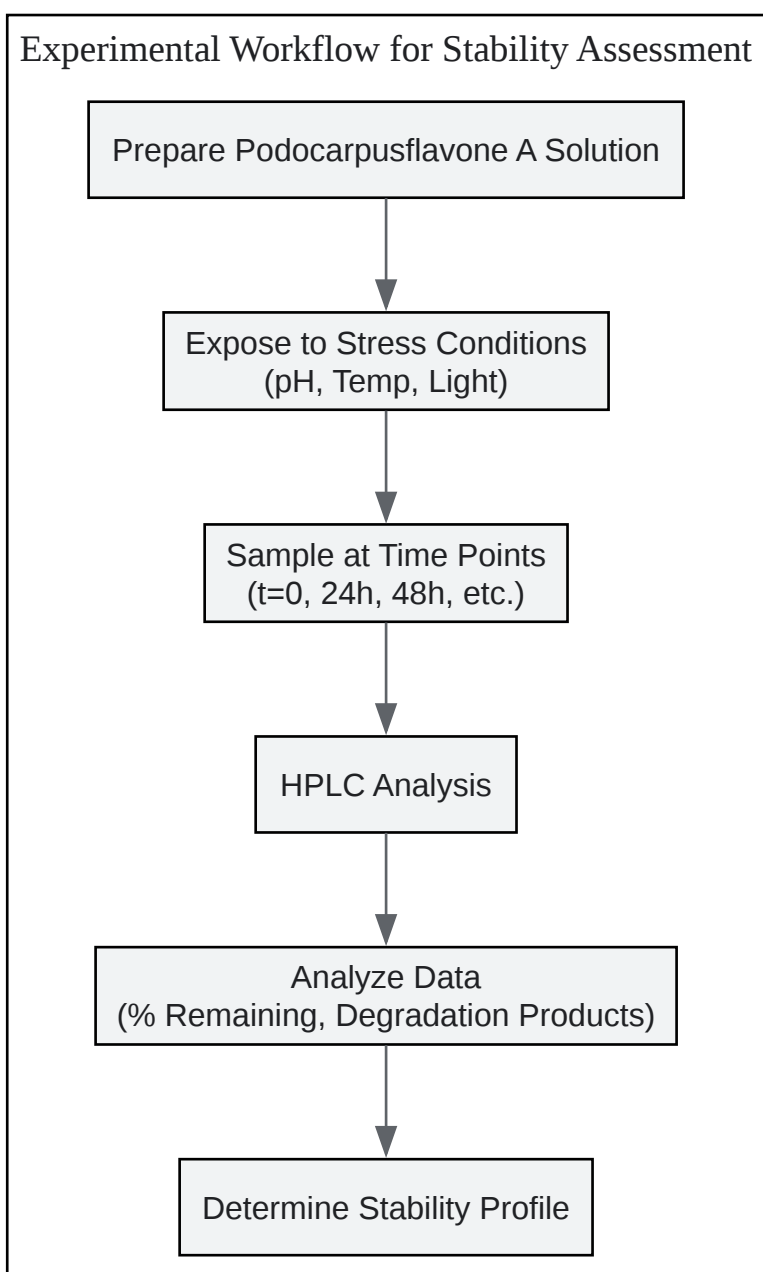 Experimental Workflow for Stability Assessment
Prepare Podocarpusflavone A Solution
Expose to Stress Conditions
(pH, Temp, Light)
Sample at Time Points
(t=0, 24h, 48h, etc.)
HPLC Analysis
Analyze Data
(% Remaining, Degradation Products)
Determine Stability Profile